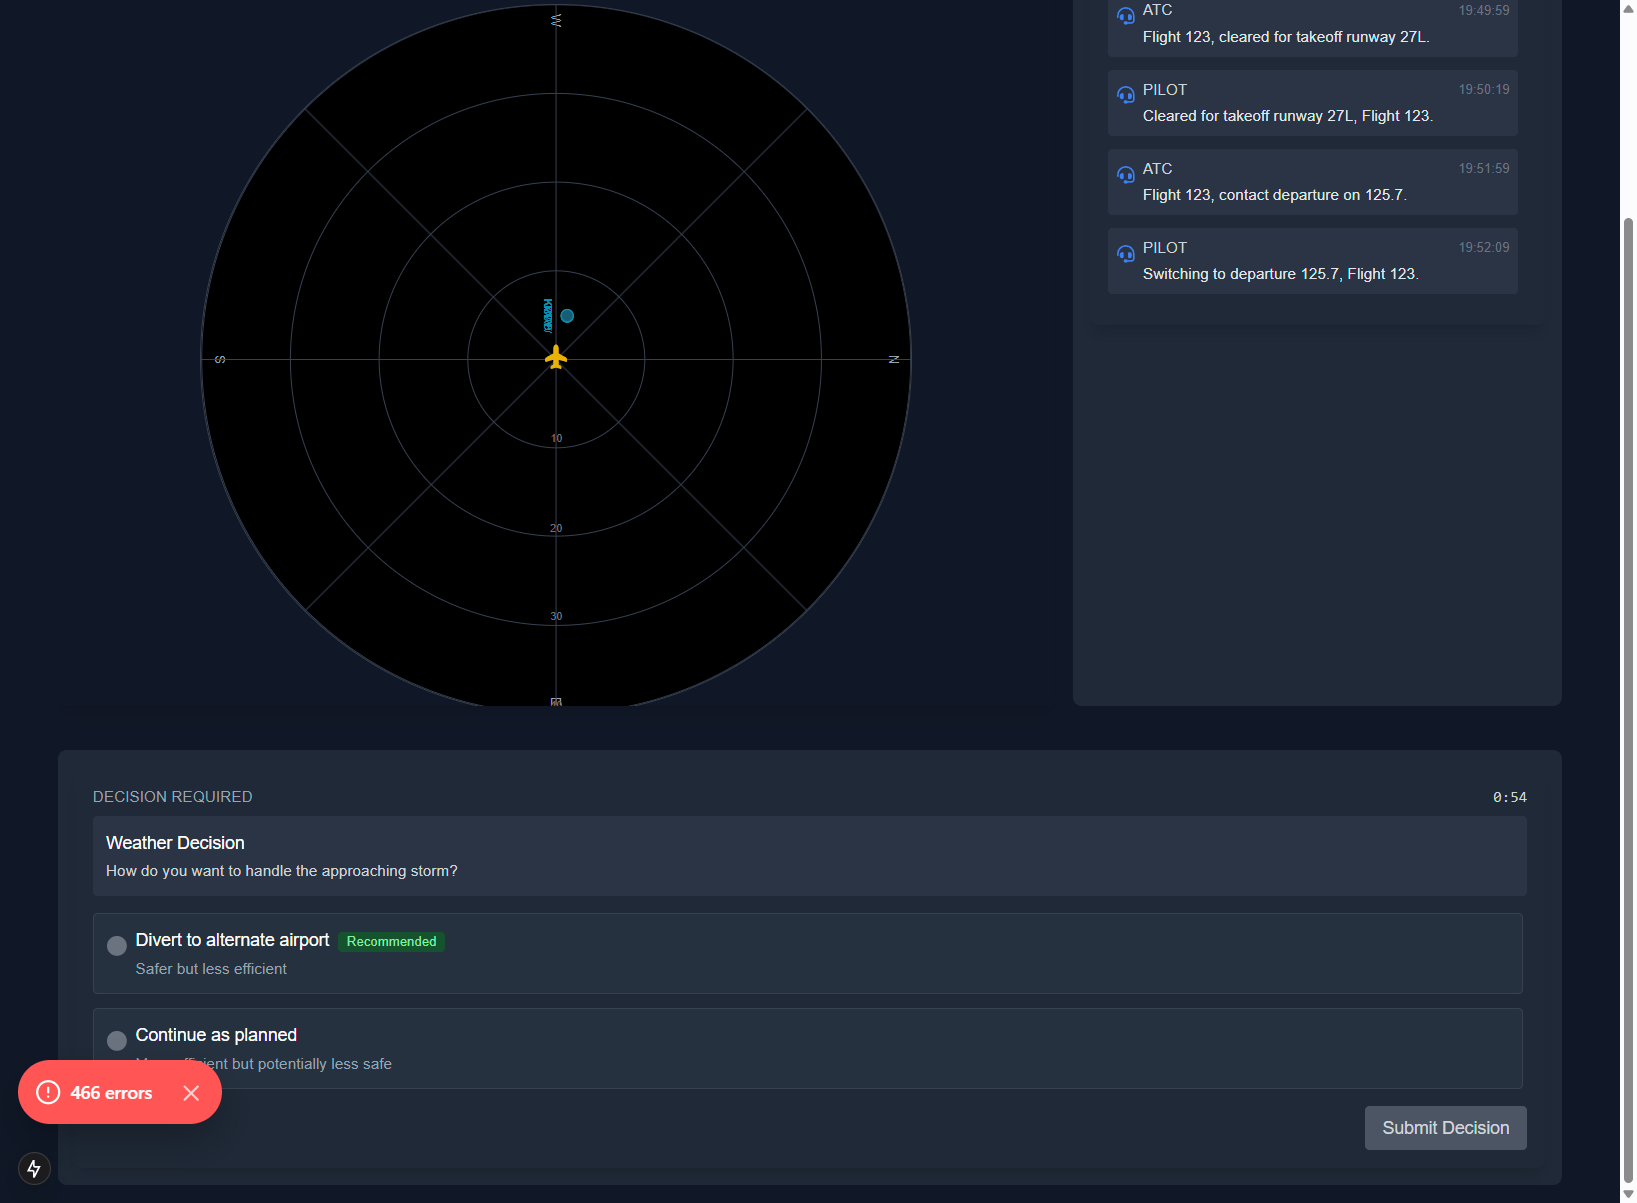 W
S
N
10
20
30
E
ATC 19:49:59
Flight 123, cleared for takeoff runway 27L.
PILOT 19:50:19
Cleared for takeoff runway 27L, Flight 123.
ATC 19:51:59
Flight 123, contact departure on 125.7.
PILOT 19:52:09
Switching to departure 125.7, Flight 123.
DECISION REQUIRED 0:54
Weather Decision
How do you want to handle the approaching storm?
Divert to alternate airport Recommended
Safer but less efficient
Continue as planned
but potentially less safe
466 errors
Submit Decision